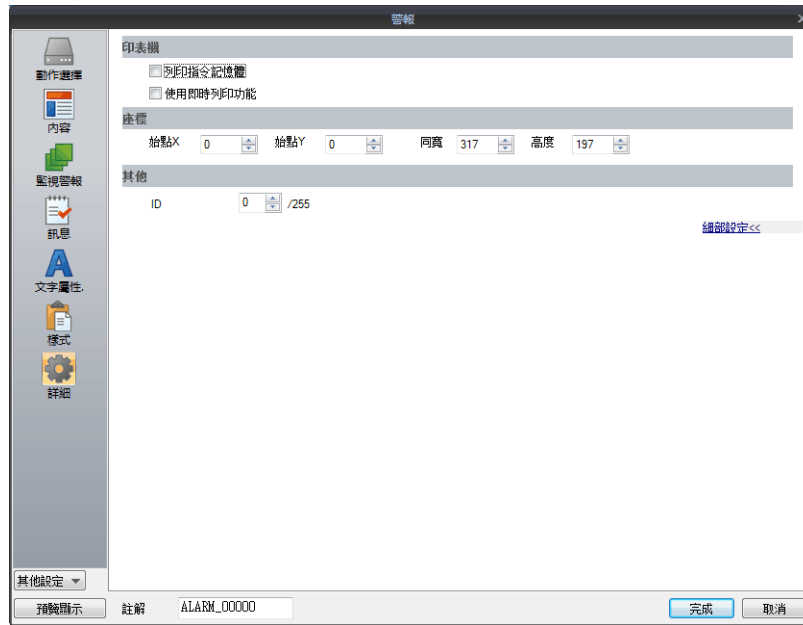 警報
動作選擇
內容
監視警報
訊息
文字屬性.
樣式
詳細
其他設定
預覽顯示
印表機
列印指令記憶體
使用即時列印功能
座標
始點X 0 始點Y 0 同寬 317 高度 197
其他
ID 0 /255
細部設定<<
註解 ALARM_00000 完成 取消